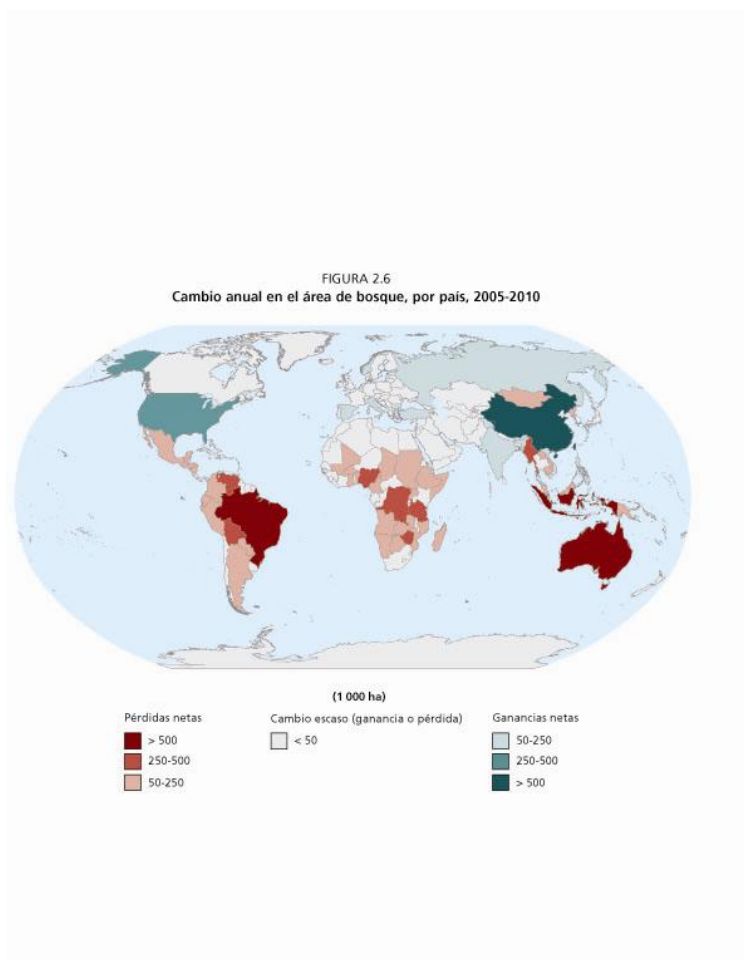 FIGURA 2.6
Cambio anual en el área de bosque, por país, 2005-2010
(1 000 ha)
Pérdidas netas
> 500
250-500
50-250
Cambio escaso (ganancia o pérdida)
< 50
Ganancias netas
50-250
250-500
> 500